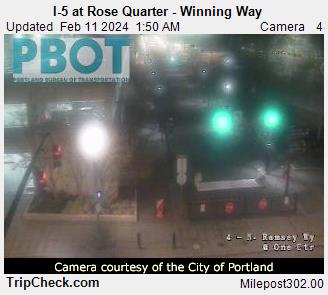 I-5 at Rose Quarter - Winning Way
Updated Feb 11 2024 1:50 AM Camera 4
PBOT
PORTLAND BUREAU OF TRANSPORTATION
4 - N. Ramsey Wy
@ One Ctr
Camera courtesy of the City of Portland
TripCheck.com Milepost302.00